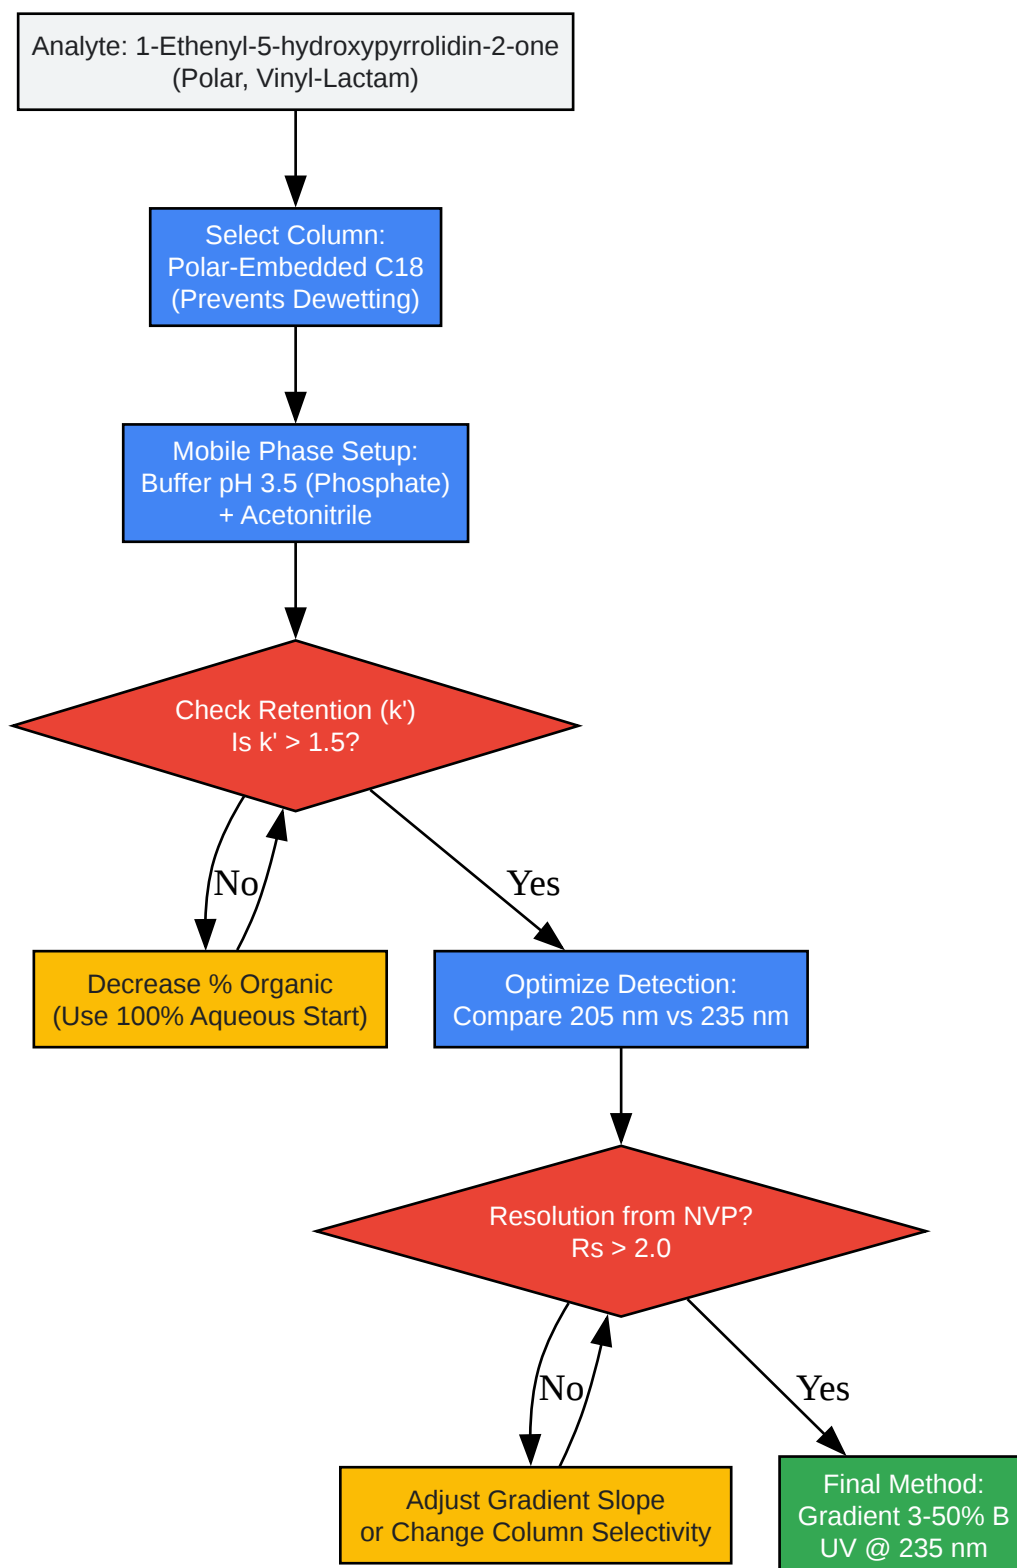 Analyte: 1-Ethenyl-5-hydroxypyrrolidin-2-one
(Polar, Vinyl-Lactam)
Select Column:
Polar-Embedded C18
(Prevents Dewetting)
Mobile Phase Setup:
Buffer pH 3.5 (Phosphate)
+ Acetonitrile
Check Retention (k')
Is k' > 1.5?
No
Yes
Decrease % Organic
(Use 100% Aqueous Start)
Optimize Detection:
Compare 205 nm vs 235 nm
Resolution from NVP?
Rs > 2.0
No
Yes
Adjust Gradient Slope
or Change Column Selectivity
Final Method:
Gradient 3-50% B
UV @ 235 nm